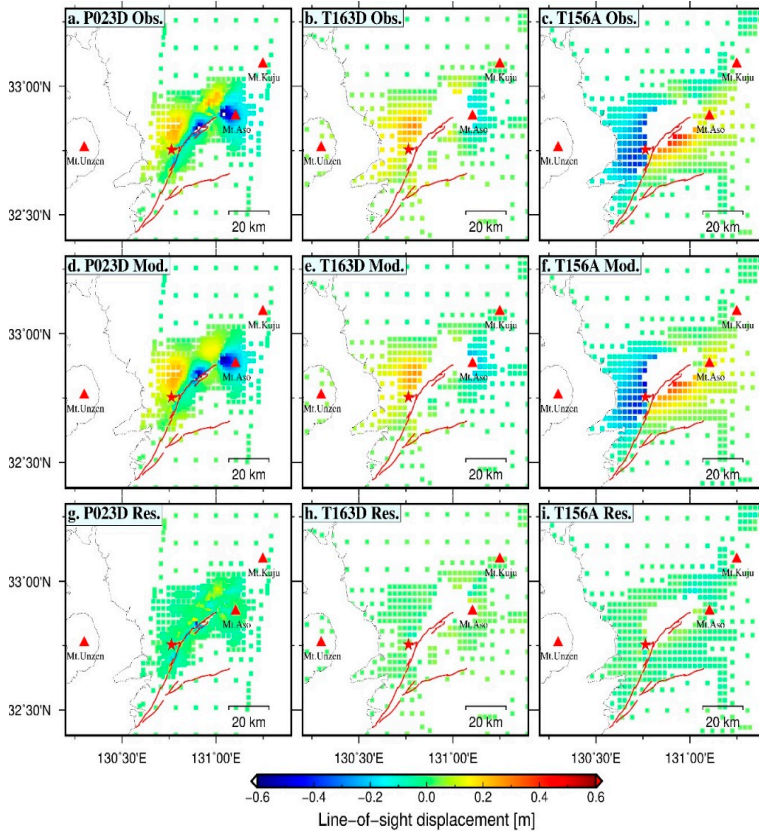 a. P023D Obs.
b. T163D Obs.
c. T156A Obs.
Mt.Kuju
Mt.Kuju
Mt.Kuju
33°00'N
Mt.Aso
Mt.Aso
Mt.Aso
Mt.Unzen
Mt.Unzen
Mt.Unzen
32°30'N
20 km
20 km
20 km
d. P023D Mod.
e. T163D Mod.
f. T156A Mod.
Mt.Kuju
Mt.Kuju
Mt.Kuju
33°00'N
Mt.Aso
Mt.Aso
Mt.Aso
Mt.Unzen
Mt.Unzen
Mt.Unzen
32°30'N
20 km
20 km
20 km
g. P023D Res.
h. T163D Res.
i. T156A Res.
Mt.Kuju
Mt.Kuju
Mt.Kuju
33°00'N
Mt.Aso
Mt.Aso
Mt.Aso
Mt.Unzen
Mt.Unzen
Mt.Unzen
32°30'N
20 km
20 km
20 km
130°30'E 131°00'E
130°30'E 131°00'E
130°30'E 131°00'E
−0.6 −0.4 −0.2 0.0 0.2 0.4 0.6
Line−of−sight displacement [m]